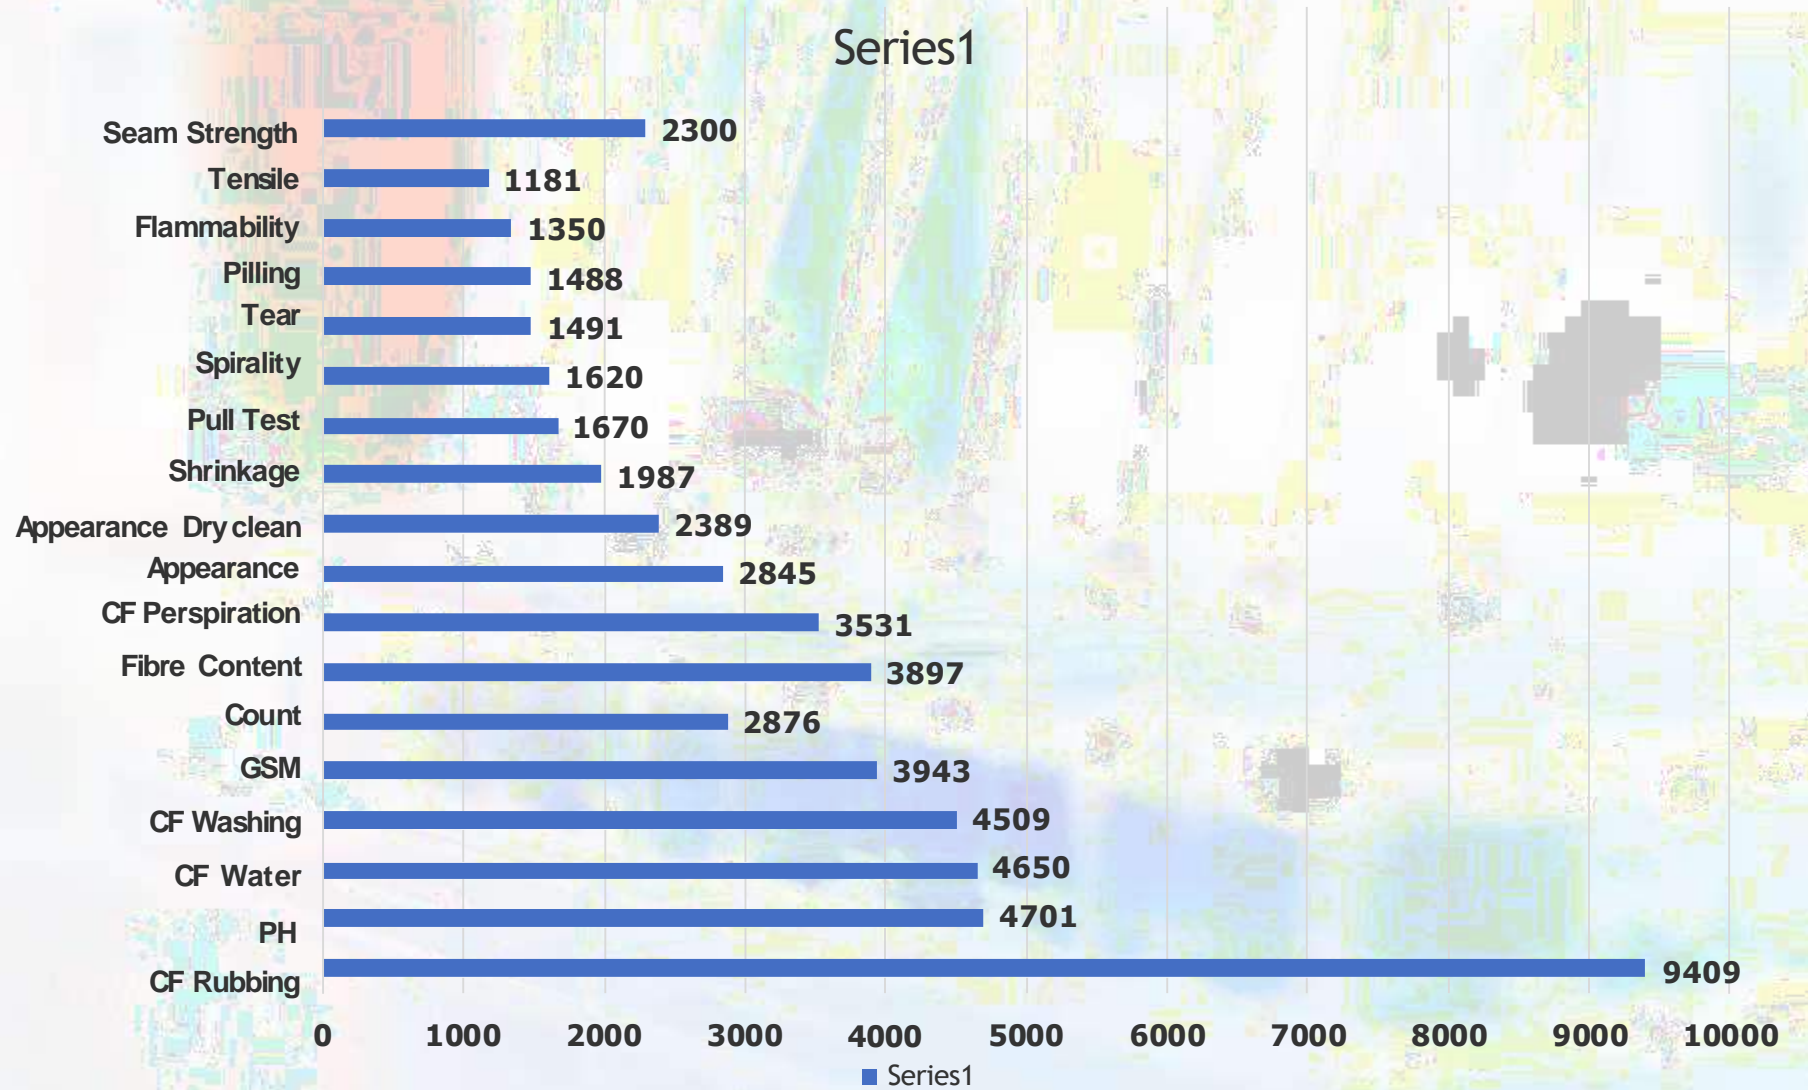 Series1
Seam Strength 2300
Tensile 1181
Flammability 1350
Pilling 1488
Tear 1491
Spirality 1620
Pull Test 1670
Shrinkage 1987
Appearance Dry clean 2389
Appearance 2845
CF Perspiration 3531
Fibre Content 3897
Count 2876
GSM 3943
CF Washing 4509
CF Water 4650
PH 4701
CF Rubbing 9409
0 1000 2000 3000 4000 5000 6000 7000 8000 9000 10000
Series1